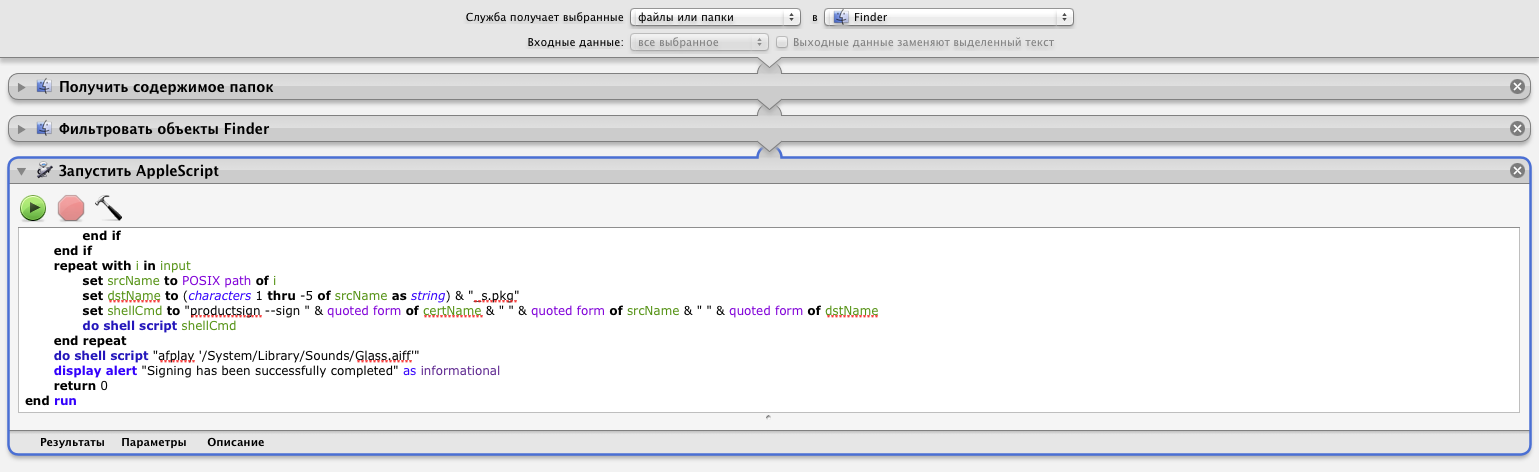 Служба получает выбранные файлы или папки в Finder
Входные данные: все выбранное Выходные данные заменяют выделенный текст
Получить содержимое папок
Фильтровать объекты Finder
Запустить AppleScript
end if
end if
repeat with i in input
set srcName to POSIX path of i
set dstName to (characters 1 thru -5 of srcName as string) & "_s.pkg"
set shellCmd to "productsign --sign " & quoted form of certName & " " & quoted form of srcName & " " & quoted form of dstName
do shell script shellCmd
end repeat
do shell script "afplay '/System/Library/Sounds/Glass.aiff'"
display alert "Signing has been successfully completed" as informational
return 0
end run
Результаты Параметры Описание